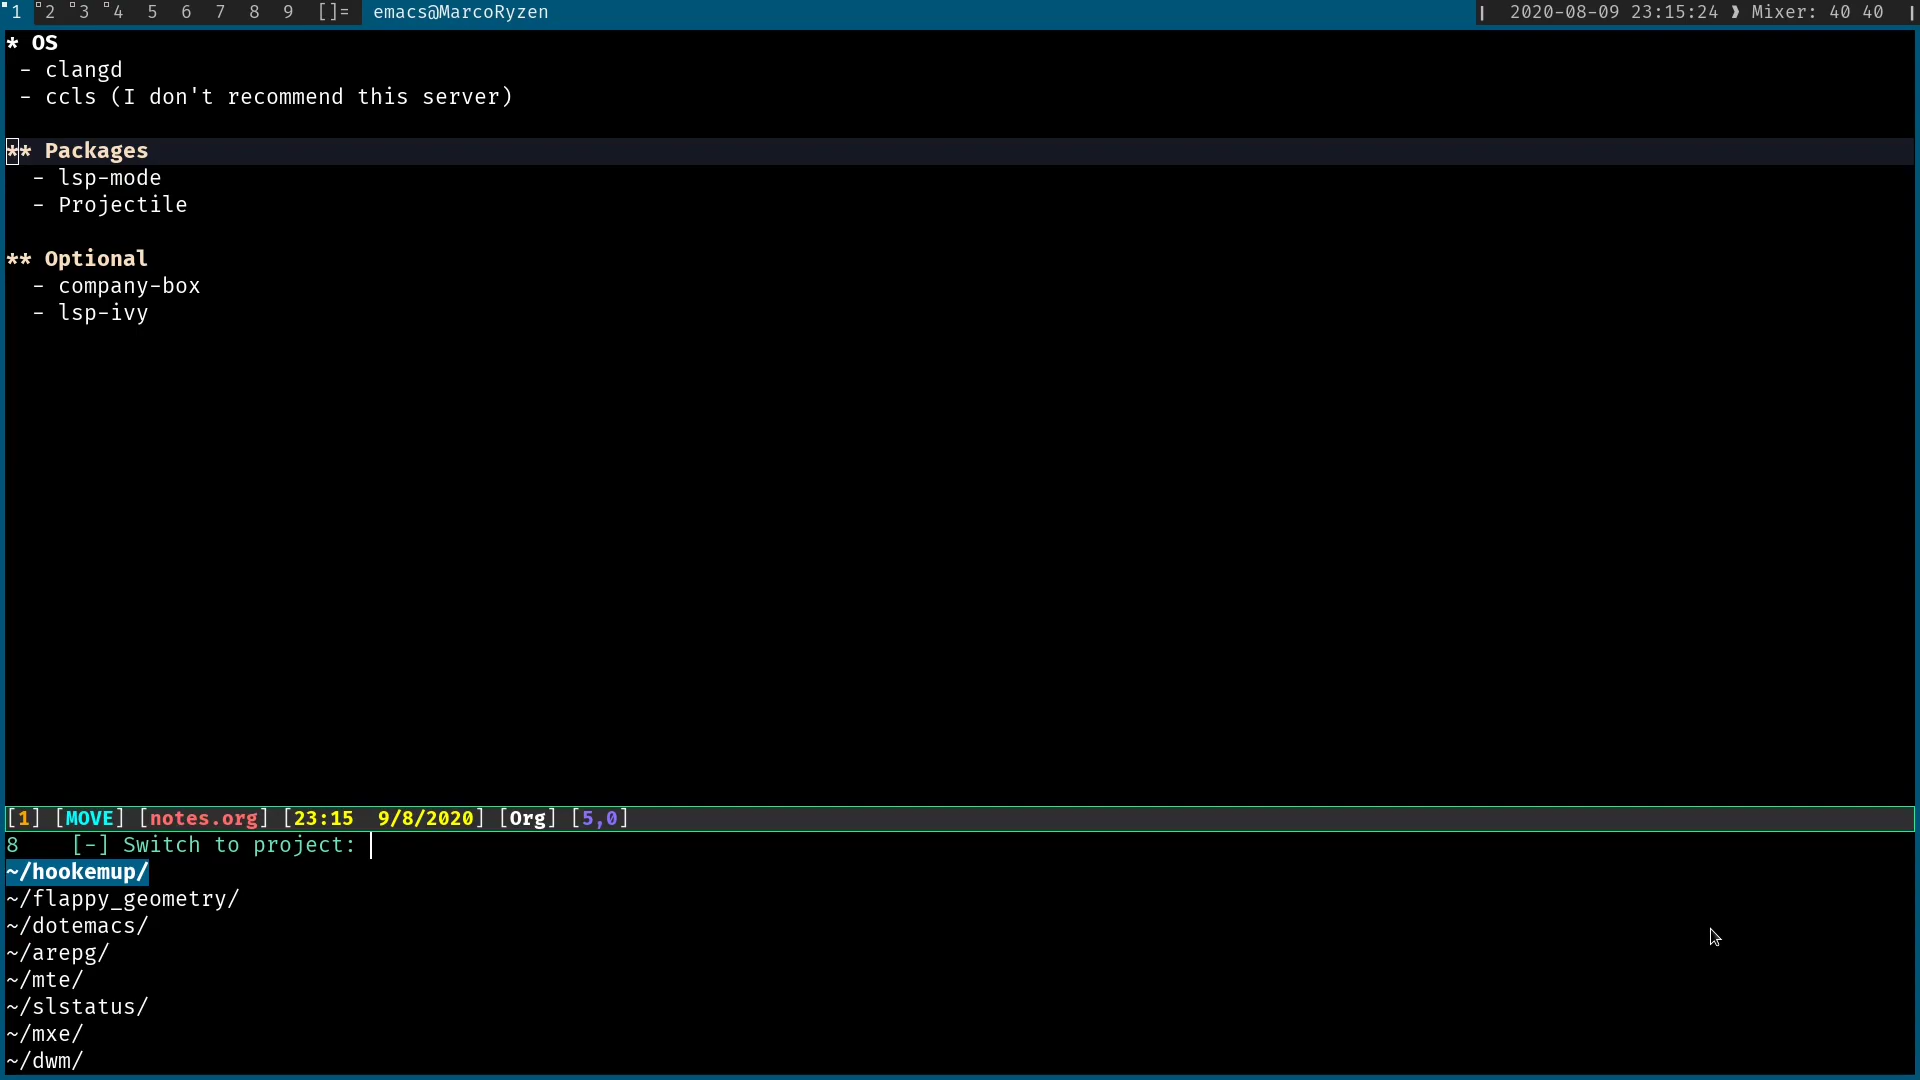 1 2 3 4 5 6 7 8 9 []= emacs@MarcoRyzen | 2020-08-09 23:15:24 ❱ Mixer: 40 40 |
* OS
- clangd
- ccls (I don't recommend this server)
** Packages
- lsp-mode
- Projectile
** Optional
- company-box
- lsp-ivy
[1] [MOVE] [notes.org] [23:15  9/8/2020] [Org] [5,0]
8    [-] Switch to project:
~/hookemup/
~/flappy_geometry/
~/dotemacs/
~/arepg/
~/mte/
~/slstatus/
~/mxe/
~/dwm/